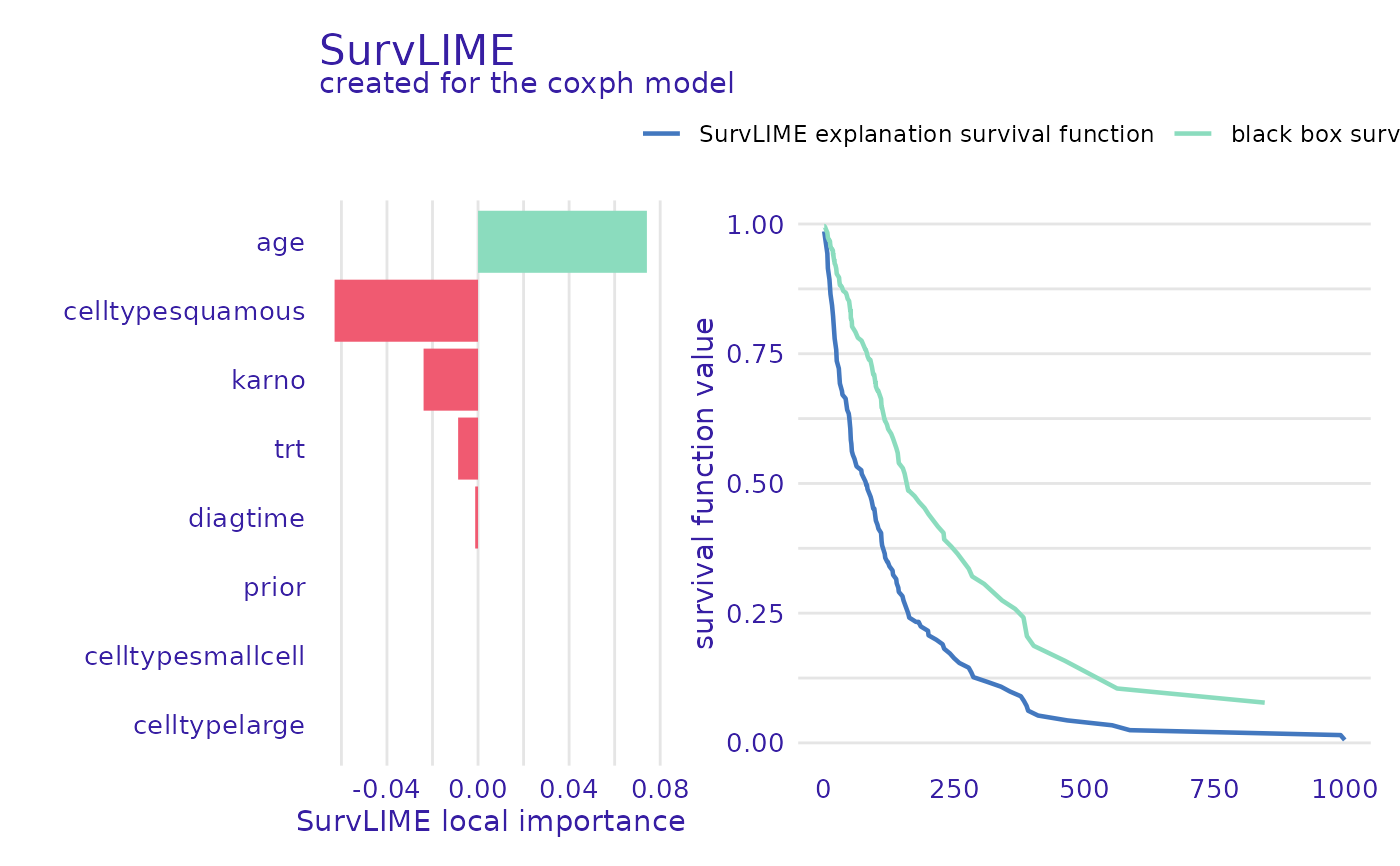 SurvLIME
created for the coxph model
SurvLIME explanation survival function black box surv
age
celltypesquamous
karno
trt
diagtime
prior
celltypesmallcell
celltypelarge
-0.04 0.00 0.04 0.08
SurvLIME local importance
survival function value
1.00
0.75
0.50
0.25
0.00
0 250 500 750 1000